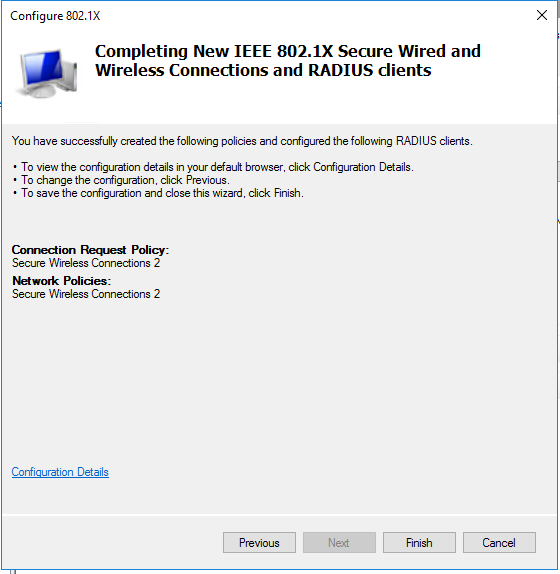 Configure 802.1X
Completing New IEEE 802.1X Secure Wired and
Wireless Connections and RADIUS clients
You have successfully created the following policies and configured the following RADIUS clients.
• To view the configuration details in your default browser, click Configuration Details.
• To change the configuration, click Previous.
• To save the configuration and close this wizard, click Finish.
Connection Request Policy:
Secure Wireless Connections 2
Network Policies:
Secure Wireless Connections 2
Configuration Details
Previous Next Finish Cancel